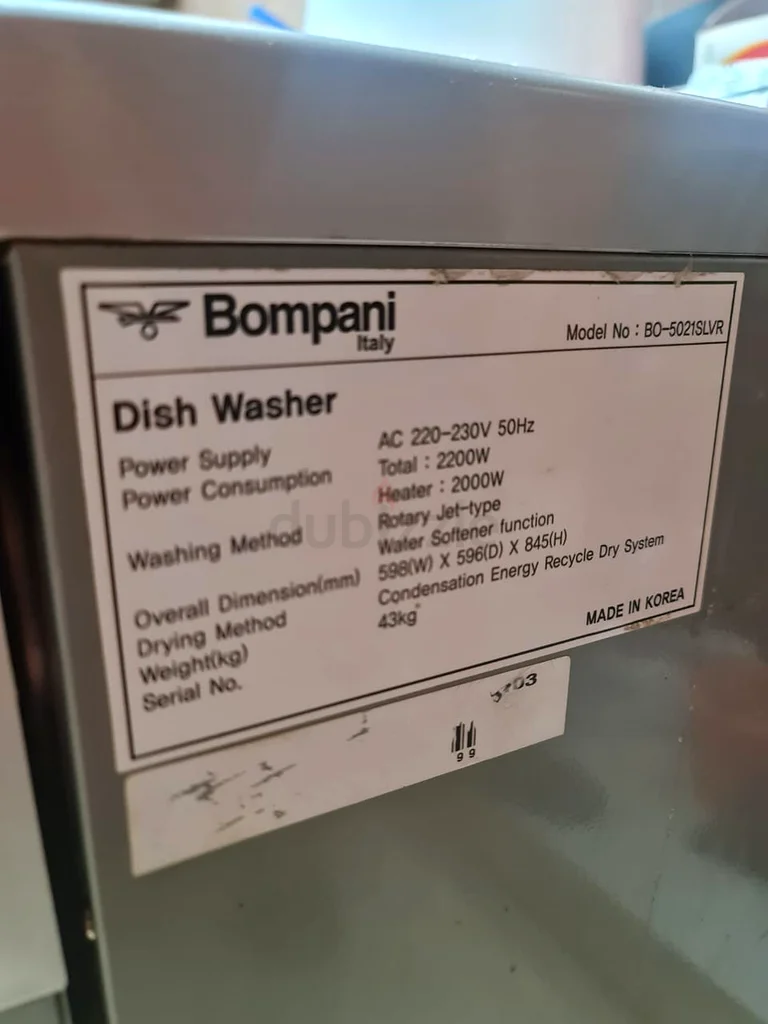 Bompani
Italy
Model No : BO-5021SLVR
Dish Washer
Power Supply AC 220-230V 50Hz
Power Consumption Total : 2200W
Heater : 2000W
Washing Method Rotary Jet-type
Water Softener function
Overall Dimension(mm) 598(W) X 596(D) X 845(H)
Drying Method Condensation Energy Recycle Dry System
Weight(kg) 43kg
Serial No.
MADE IN KOREA
99